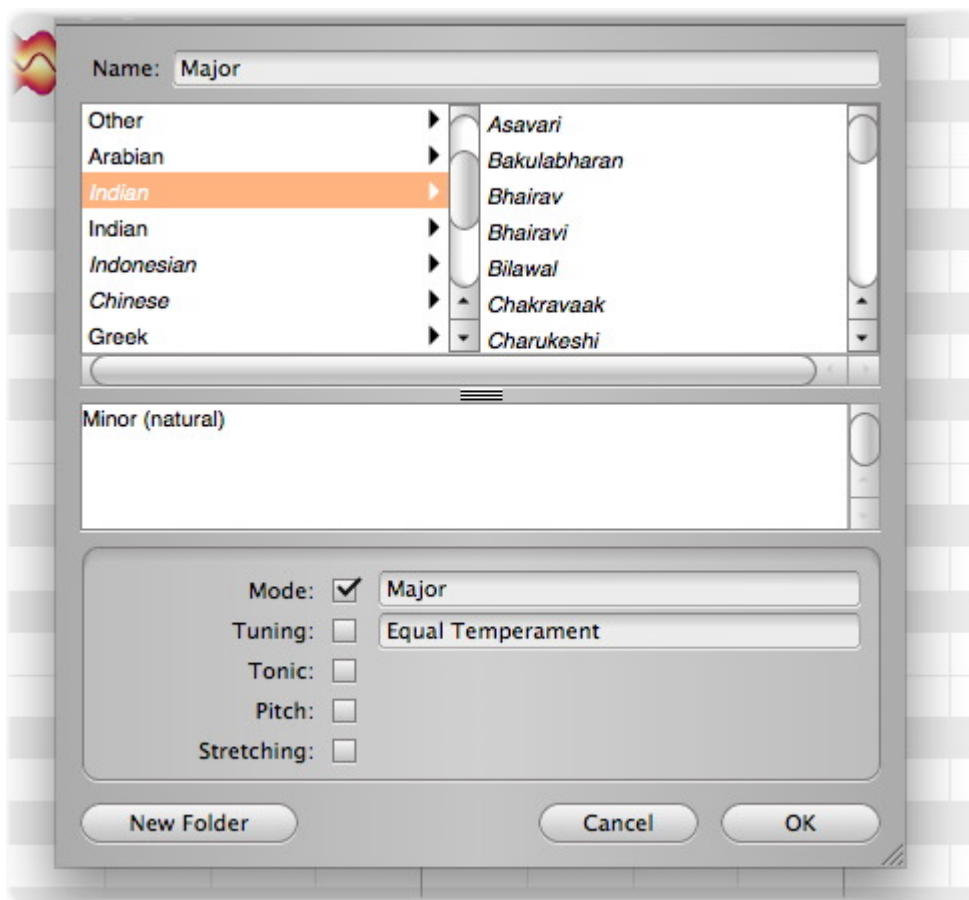 Name: Major
Other
Arabian
Indian
Indian
Indonesian
Chinese
Greek
Asavari
Bakulabharan
Bhairav
Bhairavi
Bilawal
Chakravaak
Charukeshi
Minor (natural)
Mode: Major
Tuning: Equal Temperament
Tonic:
Pitch:
Stretching:
New Folder Cancel OK